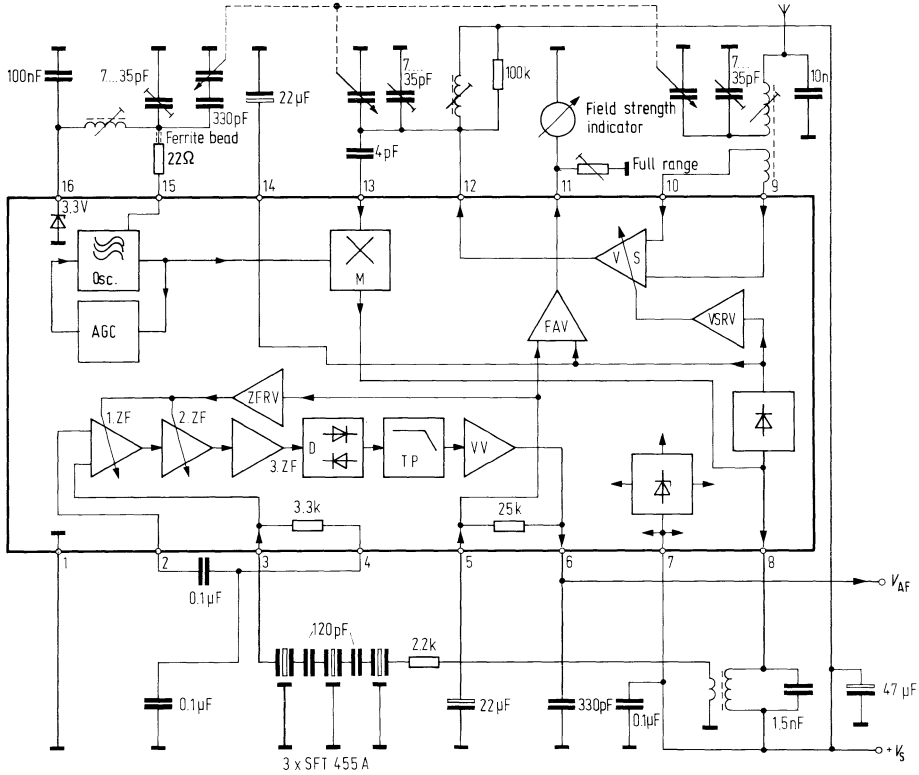 100nF
7...35pF
330pF
22µF
7...
35pF
100k
Field strength
indicator
7...
35pF
10n
Ferrite bead
22Ω
4pF
Full range
16
15
14
13
12
11
10
9
3.3V
Osc.
M
V S
AGC
FAV
VSRV
ZFRV
1.ZF
2.ZF
3.ZF
D
TP
VV
3.3k
25k
1
2
3
4
5
6
7
8
0.1µF
V_AF
120pF
2.2k
0.1µF
22µF
330pF
0.1µF
1,5nF
47 µF
+V_S
3 x SFT 455 A